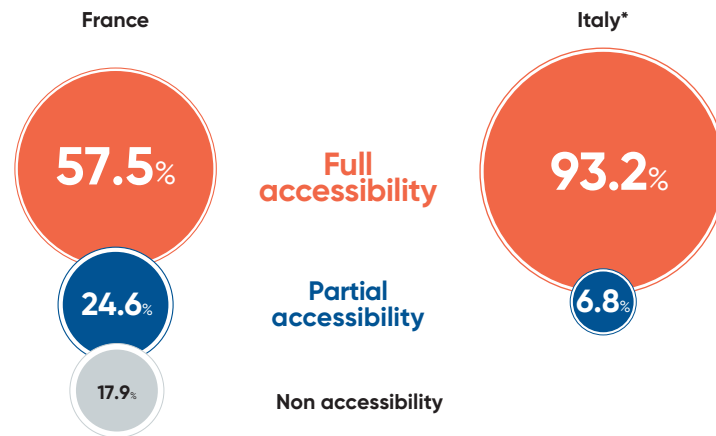 France
Italy*
57.5%
Full
accessibility
93.2%
24.6%
Partial
accessibility
6.8%
17.9%
Non accessibility